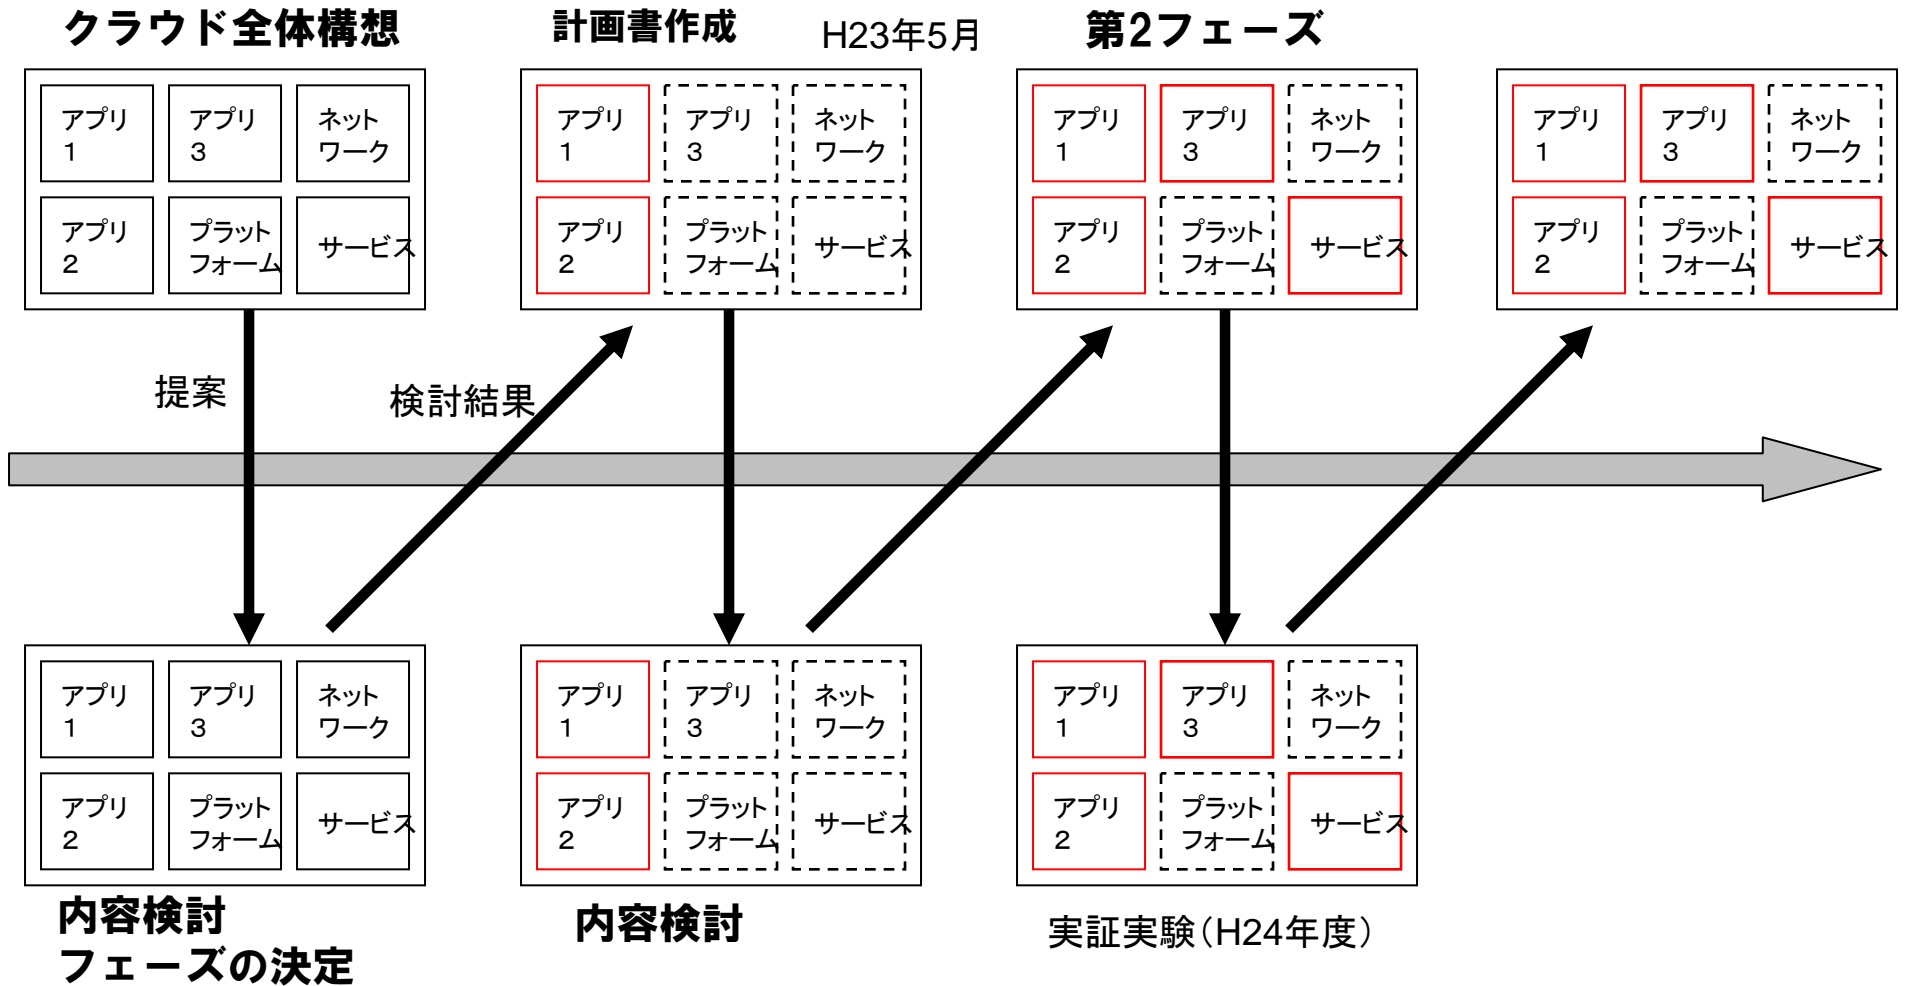 クラウド全体構想
計画書作成
H23年5月
第2フェーズ
アプリ
1
アプリ
3
ネット
ワーク
アプリ
2
プラット
フォーム
サービス
アプリ
1
アプリ
3
ネット
ワーク
アプリ
2
プラット
フォーム
サービス
アプリ
1
アプリ
3
ネット
ワーク
アプリ
2
プラット
フォーム
サービス
アプリ
1
アプリ
3
ネット
ワーク
アプリ
2
プラット
フォーム
サービス
提案
検討結果
アプリ
1
アプリ
3
ネット
ワーク
アプリ
2
プラット
フォーム
サービス
アプリ
1
アプリ
3
ネット
ワーク
アプリ
2
プラット
フォーム
サービス
アプリ
1
アプリ
3
ネット
ワーク
アプリ
2
プラット
フォーム
サービス
内容検討
フェーズの決定
内容検討
実証実験（H24年度）